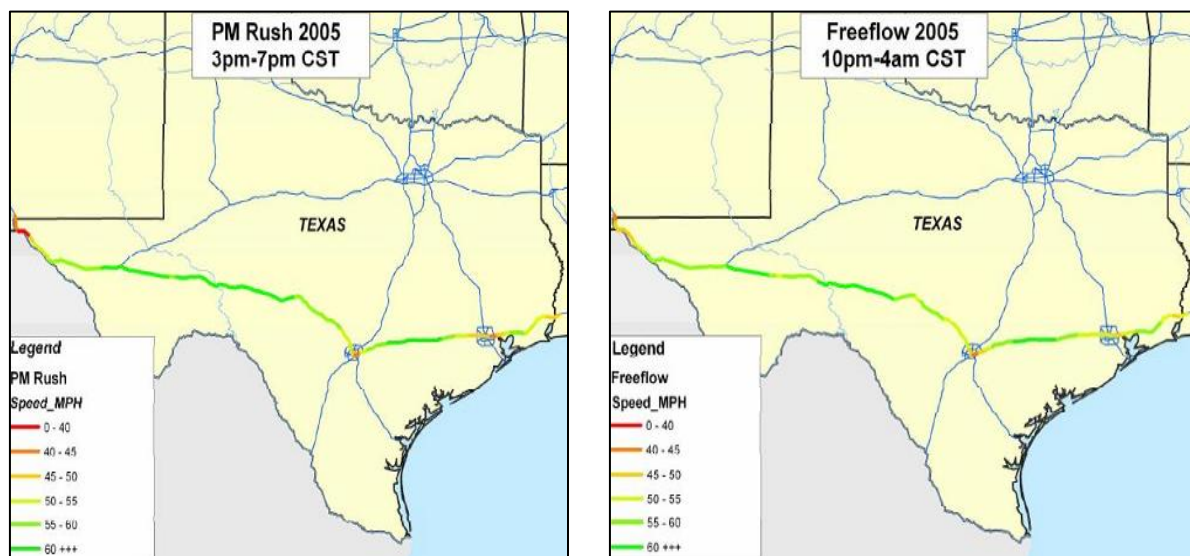 PM Rush 2005
3pm-7pm CST
TEXAS
Legend
PM Rush
Speed_MPH
0 - 40
40 - 45
45 - 50
50 - 55
55 - 60
60 +++
Freeflow 2005
10pm-4am CST
TEXAS
Legend
Freeflow
Speed_MPH
0 - 40
40 - 45
45 - 50
50 - 55
55 - 60
60 +++